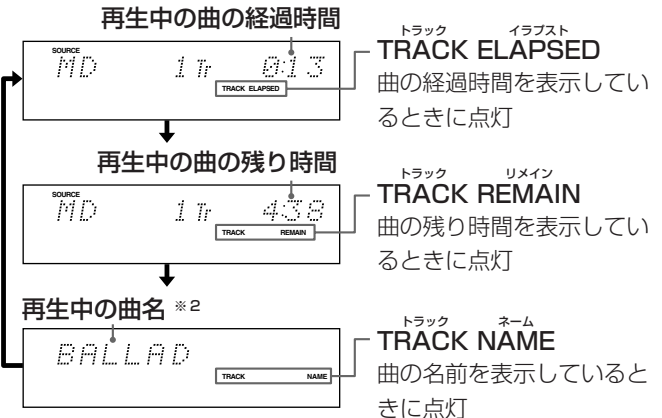 再生中の曲の経過時間
SOURCE
MD 1 Tr 0:13
TRACK ELAPSED
トラック イラプスト
TRACK ELAPSED
曲の経過時間を表示してい
るときに点灯
再生中の曲の残り時間
SOURCE
MD 1 Tr 4:38
TRACK REMAIN
トラック リメイン
TRACK REMAIN
曲の残り時間を表示してい
るときに点灯
再生中の曲名 ※2
BALLAD
TRACK NAME
トラック ネーム
TRACK NAME
曲の名前を表示していると
きに点灯